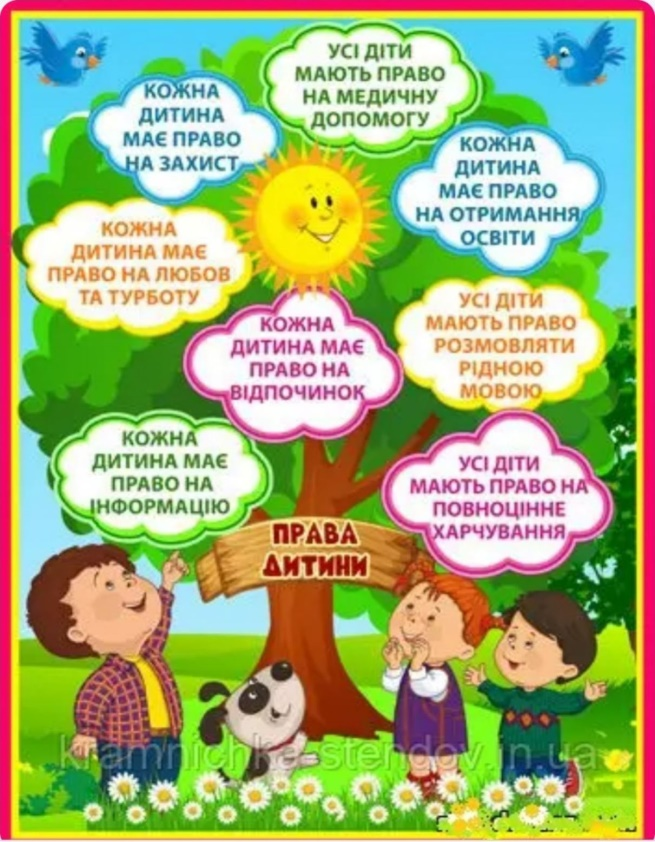 УСІ ДІТИ
МАЮТЬ ПРАВО
НА МЕДИЧНУ
ДОПОМОГУ
КОЖНА
ДИТИНА
МАЄ ПРАВО
НА ЗАХИСТ
КОЖНА
ДИТИНА
МАЄ ПРАВО
НА ОТРИМАННЯ
ОСВІТИ
КОЖНА
ДИТИНА МАЄ
ПРАВО НА ЛЮБОВ
ТА ТУРБОТУ
КОЖНА
ДИТИНА МАЄ
ПРАВО НА
ВІДПОЧИНОК
УСІ ДІТИ
МАЮТЬ ПРАВО
РОЗМОВЛЯТИ
РІДНОЮ
МОВОЮ
КОЖНА
ДИТИНА МАЄ
ПРАВО НА
ІНФОРМАЦІЮ
УСІ ДІТИ
МАЮТЬ ПРАВО НА
ПОВНОЦІННЕ
ХАРЧУВАННЯ
ПРАВА
ДИТИНИ
kramnichka-stendov.in.ua